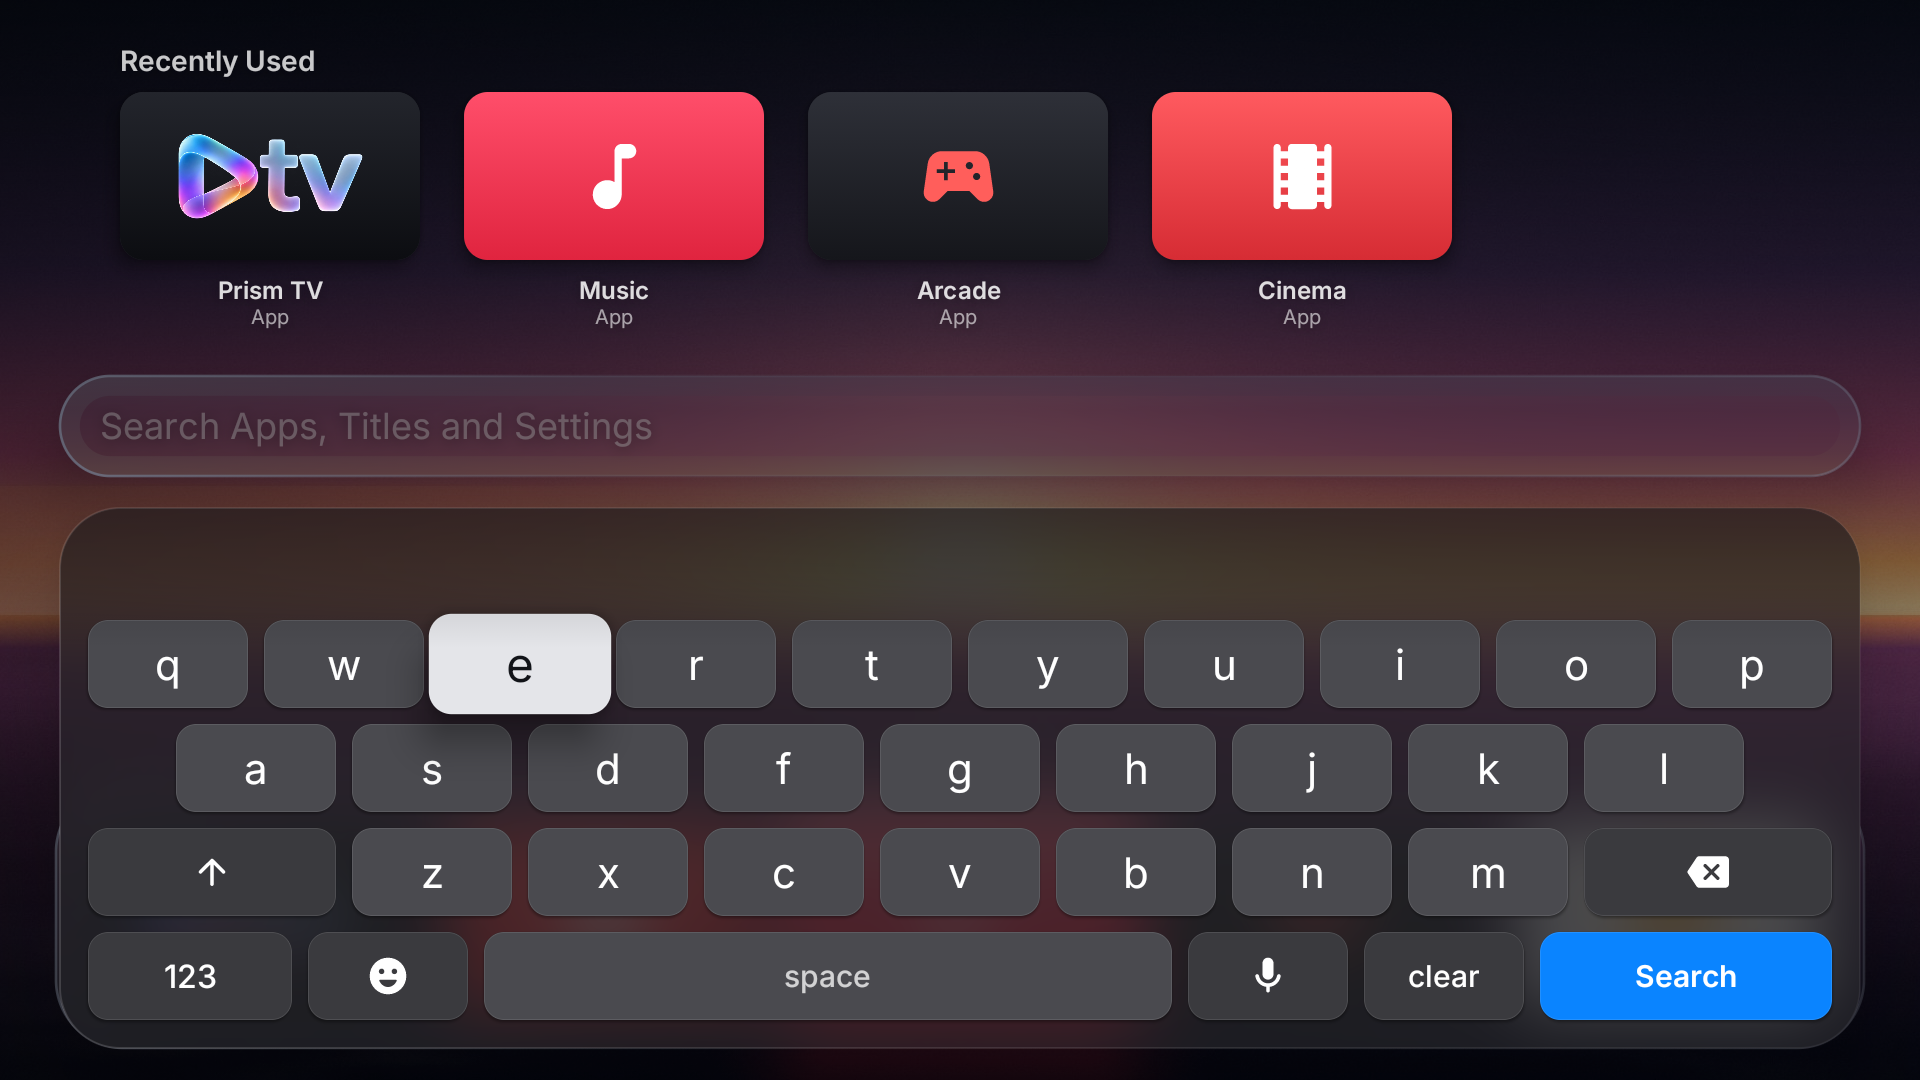 Recently Used
tv
Prism TV
App
Music
App
Arcade
App
Cinema
App
Search Apps, Titles and Settings
q w e r t y u i o p
a s d f g h j k l
z x c v b n m
123 space clear Search